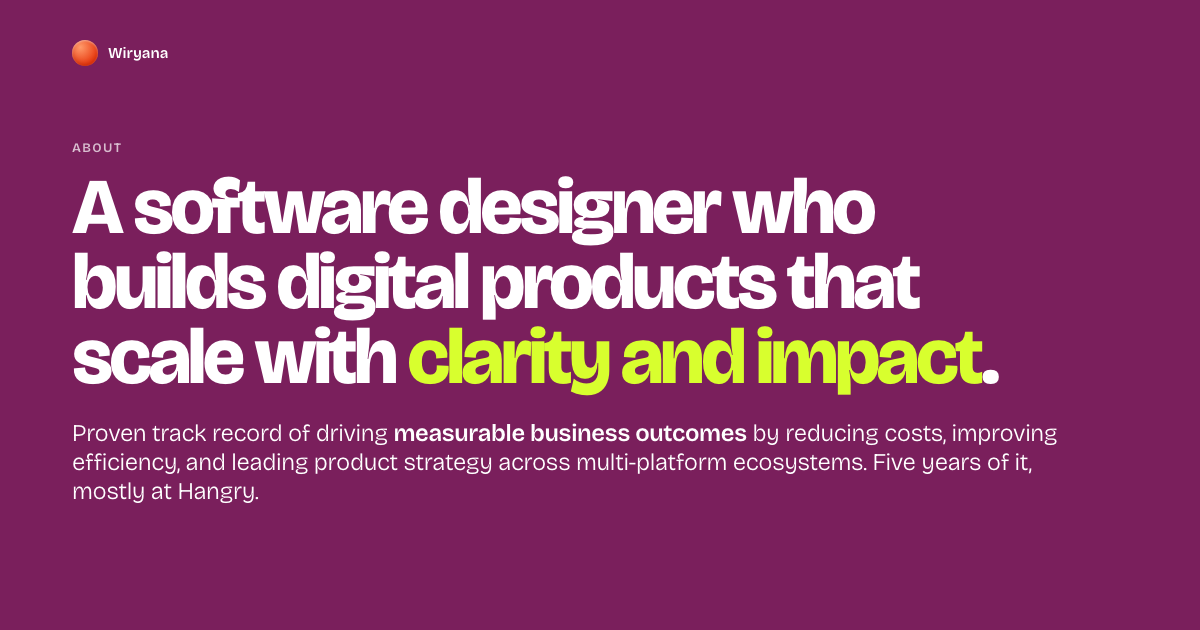 Wiryana
ABOUT
A software designer who
builds digital products that
scale with clarity and impact.
Proven track record of driving measurable business outcomes by reducing costs, improving
efficiency, and leading product strategy across multi-platform ecosystems. Five years of it,
mostly at Hangry.